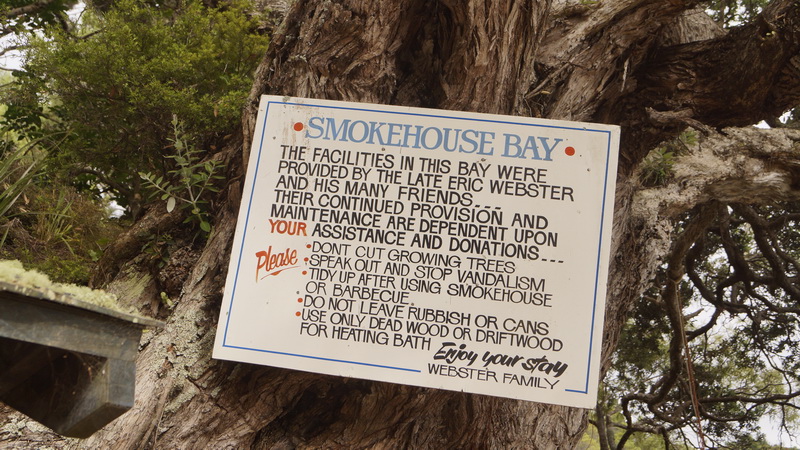 SMOKEHOUSE BAY
THE FACILITIES IN THIS BAY WERE
PROVIDED BY THE LATE ERIC WEBSTER
AND HIS MANY FRIENDS....
THEIR CONTINUED PROVISION AND
MAINTENANCE ARE DEPENDENT UPON
YOUR ASSISTANCE AND DONATIONS---
Please • DONT CUT GROWING TREES
• SPEAK OUT AND STOP VANDALISM
• TIDY UP AFTER USING SMOKEHOUSE
OR BARBECUE.
• DO NOT LEAVE RUBBISH OR CANS
• USE ONLY DEAD WOOD OR DRIFTWOOD
FOR HEATING BATH
Enjoy your stay
WEBSTER FAMILY